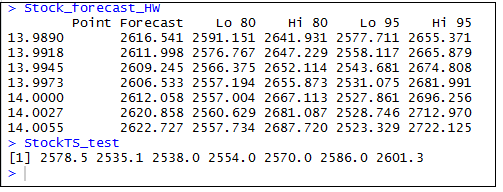 > Stock_forecast_HW
Point Forecast Lo 80 Hi 80 Lo 95 Hi 95
13.9890 2616.541 2591.151 2641.931 2577.711 2655.371
13.9918 2611.998 2576.767 2647.229 2558.117 2665.879
13.9945 2609.245 2566.375 2652.114 2543.681 2674.808
13.9973 2606.533 2557.194 2655.873 2531.075 2681.991
14.0000 2612.058 2557.004 2667.113 2527.861 2696.256
14.0027 2620.858 2560.629 2681.087 2528.746 2712.970
14.0055 2622.727 2557.734 2687.720 2523.329 2722.125
> StockTS_test
[1] 2578.5 2535.1 2538.0 2554.0 2570.0 2586.0 2601.3
>